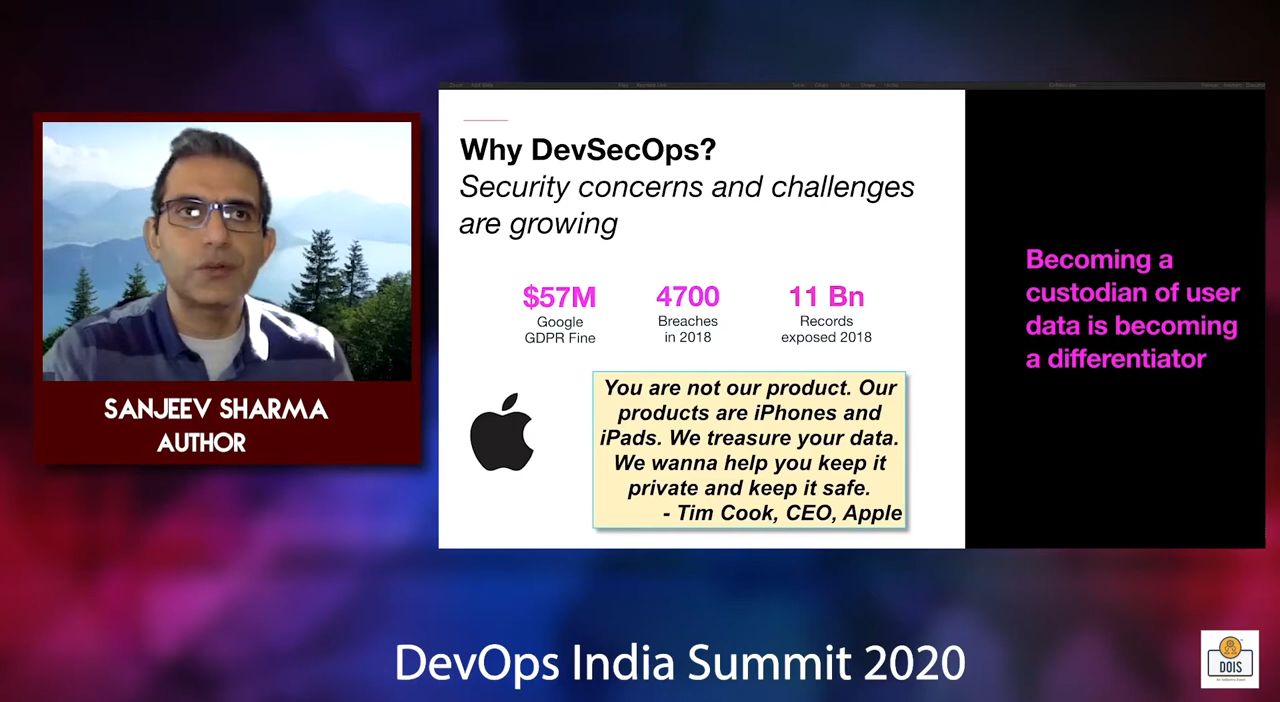 Why DevSecOps?
Security concerns and challenges
are growing
$57M
Google
GDPR Fine
4700
Breaches
in 2018
11 Bn
Records
exposed 2018
You are not our product. Our
products are iPhones and
iPads. We treasure your data.
We wanna help you keep it
private and keep it safe.
- Tim Cook, CEO, Apple
Becoming a
custodian of user
data is becoming
a differentiator
SANJEEV SHARMA
AUTHOR
DevOps India Summit 2020
DOIS